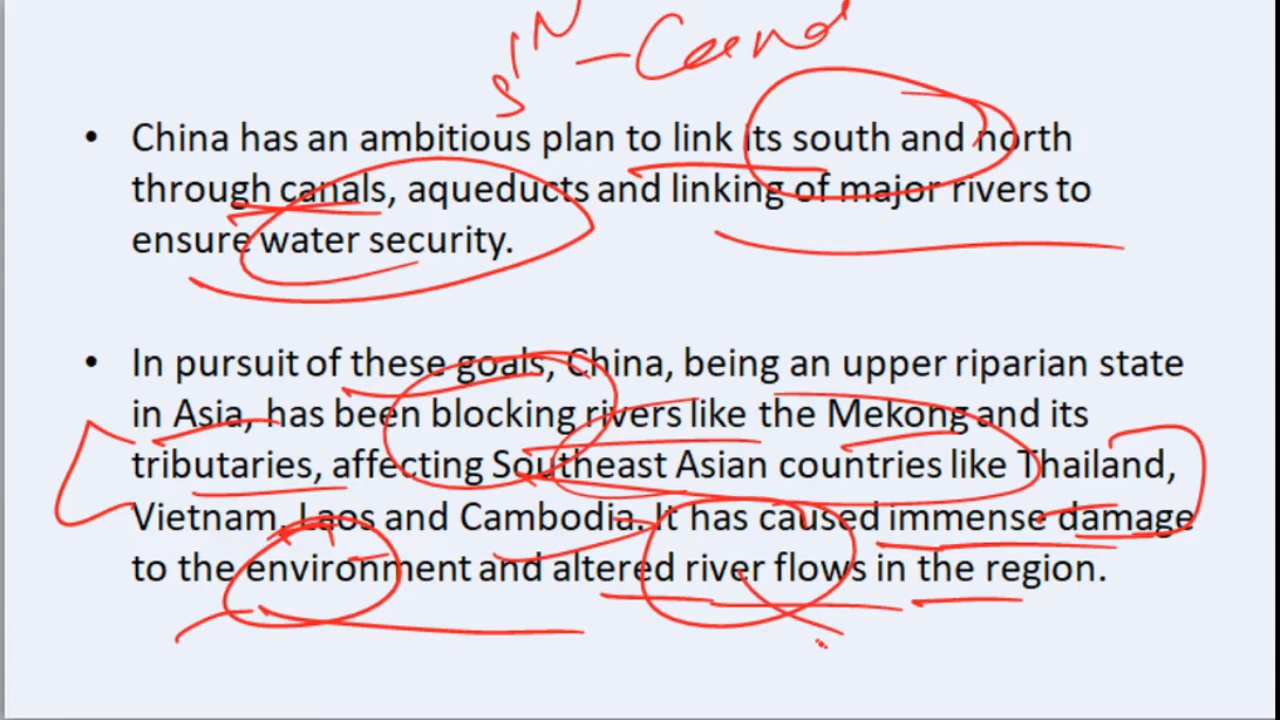 S/N - Canal
• China has an ambitious plan to link its south and north
through canals, aqueducts and linking of major rivers to
ensure water security.
• In pursuit of these goals, China, being an upper riparian state
in Asia, has been blocking rivers like the Mekong and its
tributaries, affecting Southeast Asian countries like Thailand,
Vietnam, Laos and Cambodia. It has caused immense damage
to the environment and altered river flows in the region.